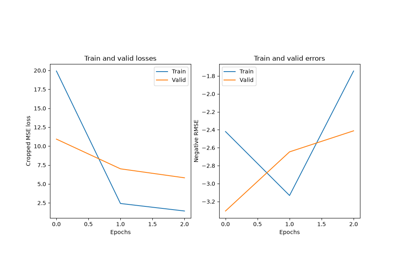 Train and valid losses
Train
Valid
20.0
17.5
15.0
12.5
10.0
7.5
5.0
2.5
Cropped MSE loss
0.0
0.5
1.0
1.5
2.0
Epochs
Train and valid errors
Train
Valid
−1.8
−2.0
−2.2
−2.4
−2.6
−2.8
−3.0
−3.2
Negative RMSE
0.0
0.5
1.0
1.5
2.0
Epochs